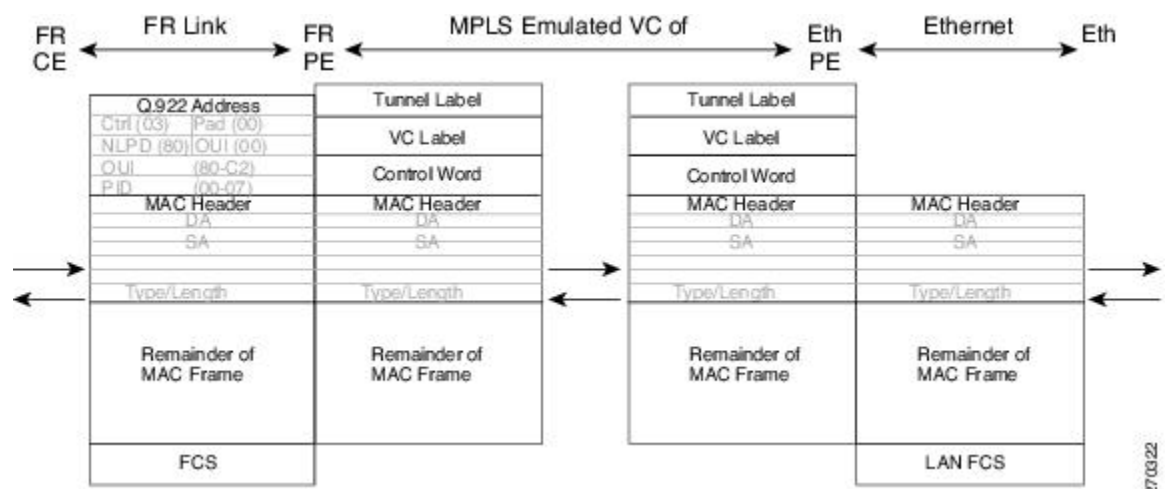 FR CE
FR Link
FR PE
MPLS Emulated VC of
Eth PE
Ethernet
Eth
Q.922 Address
Ctrl (03) Pad (00)
NLPD (80) OUI (00)
OUI (80-C2)
PID (00-07)
MAC Header
DA
SA
Type/Length
Remainder of
MAC Frame
FCS
Tunnel Label
VC Label
Control Word
MAC Header
DA
SA
Type/Length
Remainder of
MAC Frame
Tunnel Label
VC Label
Control Word
MAC Header
DA
SA
Type/Length
Remainder of
MAC Frame
MAC Header
DA
SA
Type/Length
Remainder of
MAC Frame
LAN FCS
270322